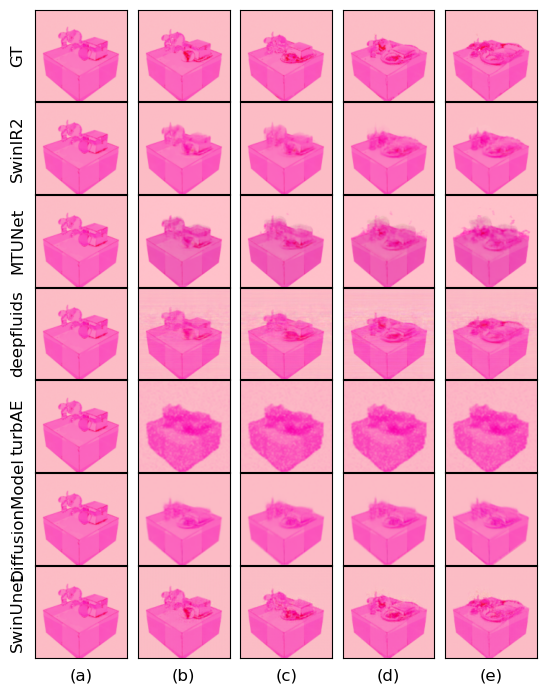 GT
SwinIR2
MTUNet
deepfluids
turbAE
DiffusionModel
SwinUnet
(a) (b) (c) (d) (e)